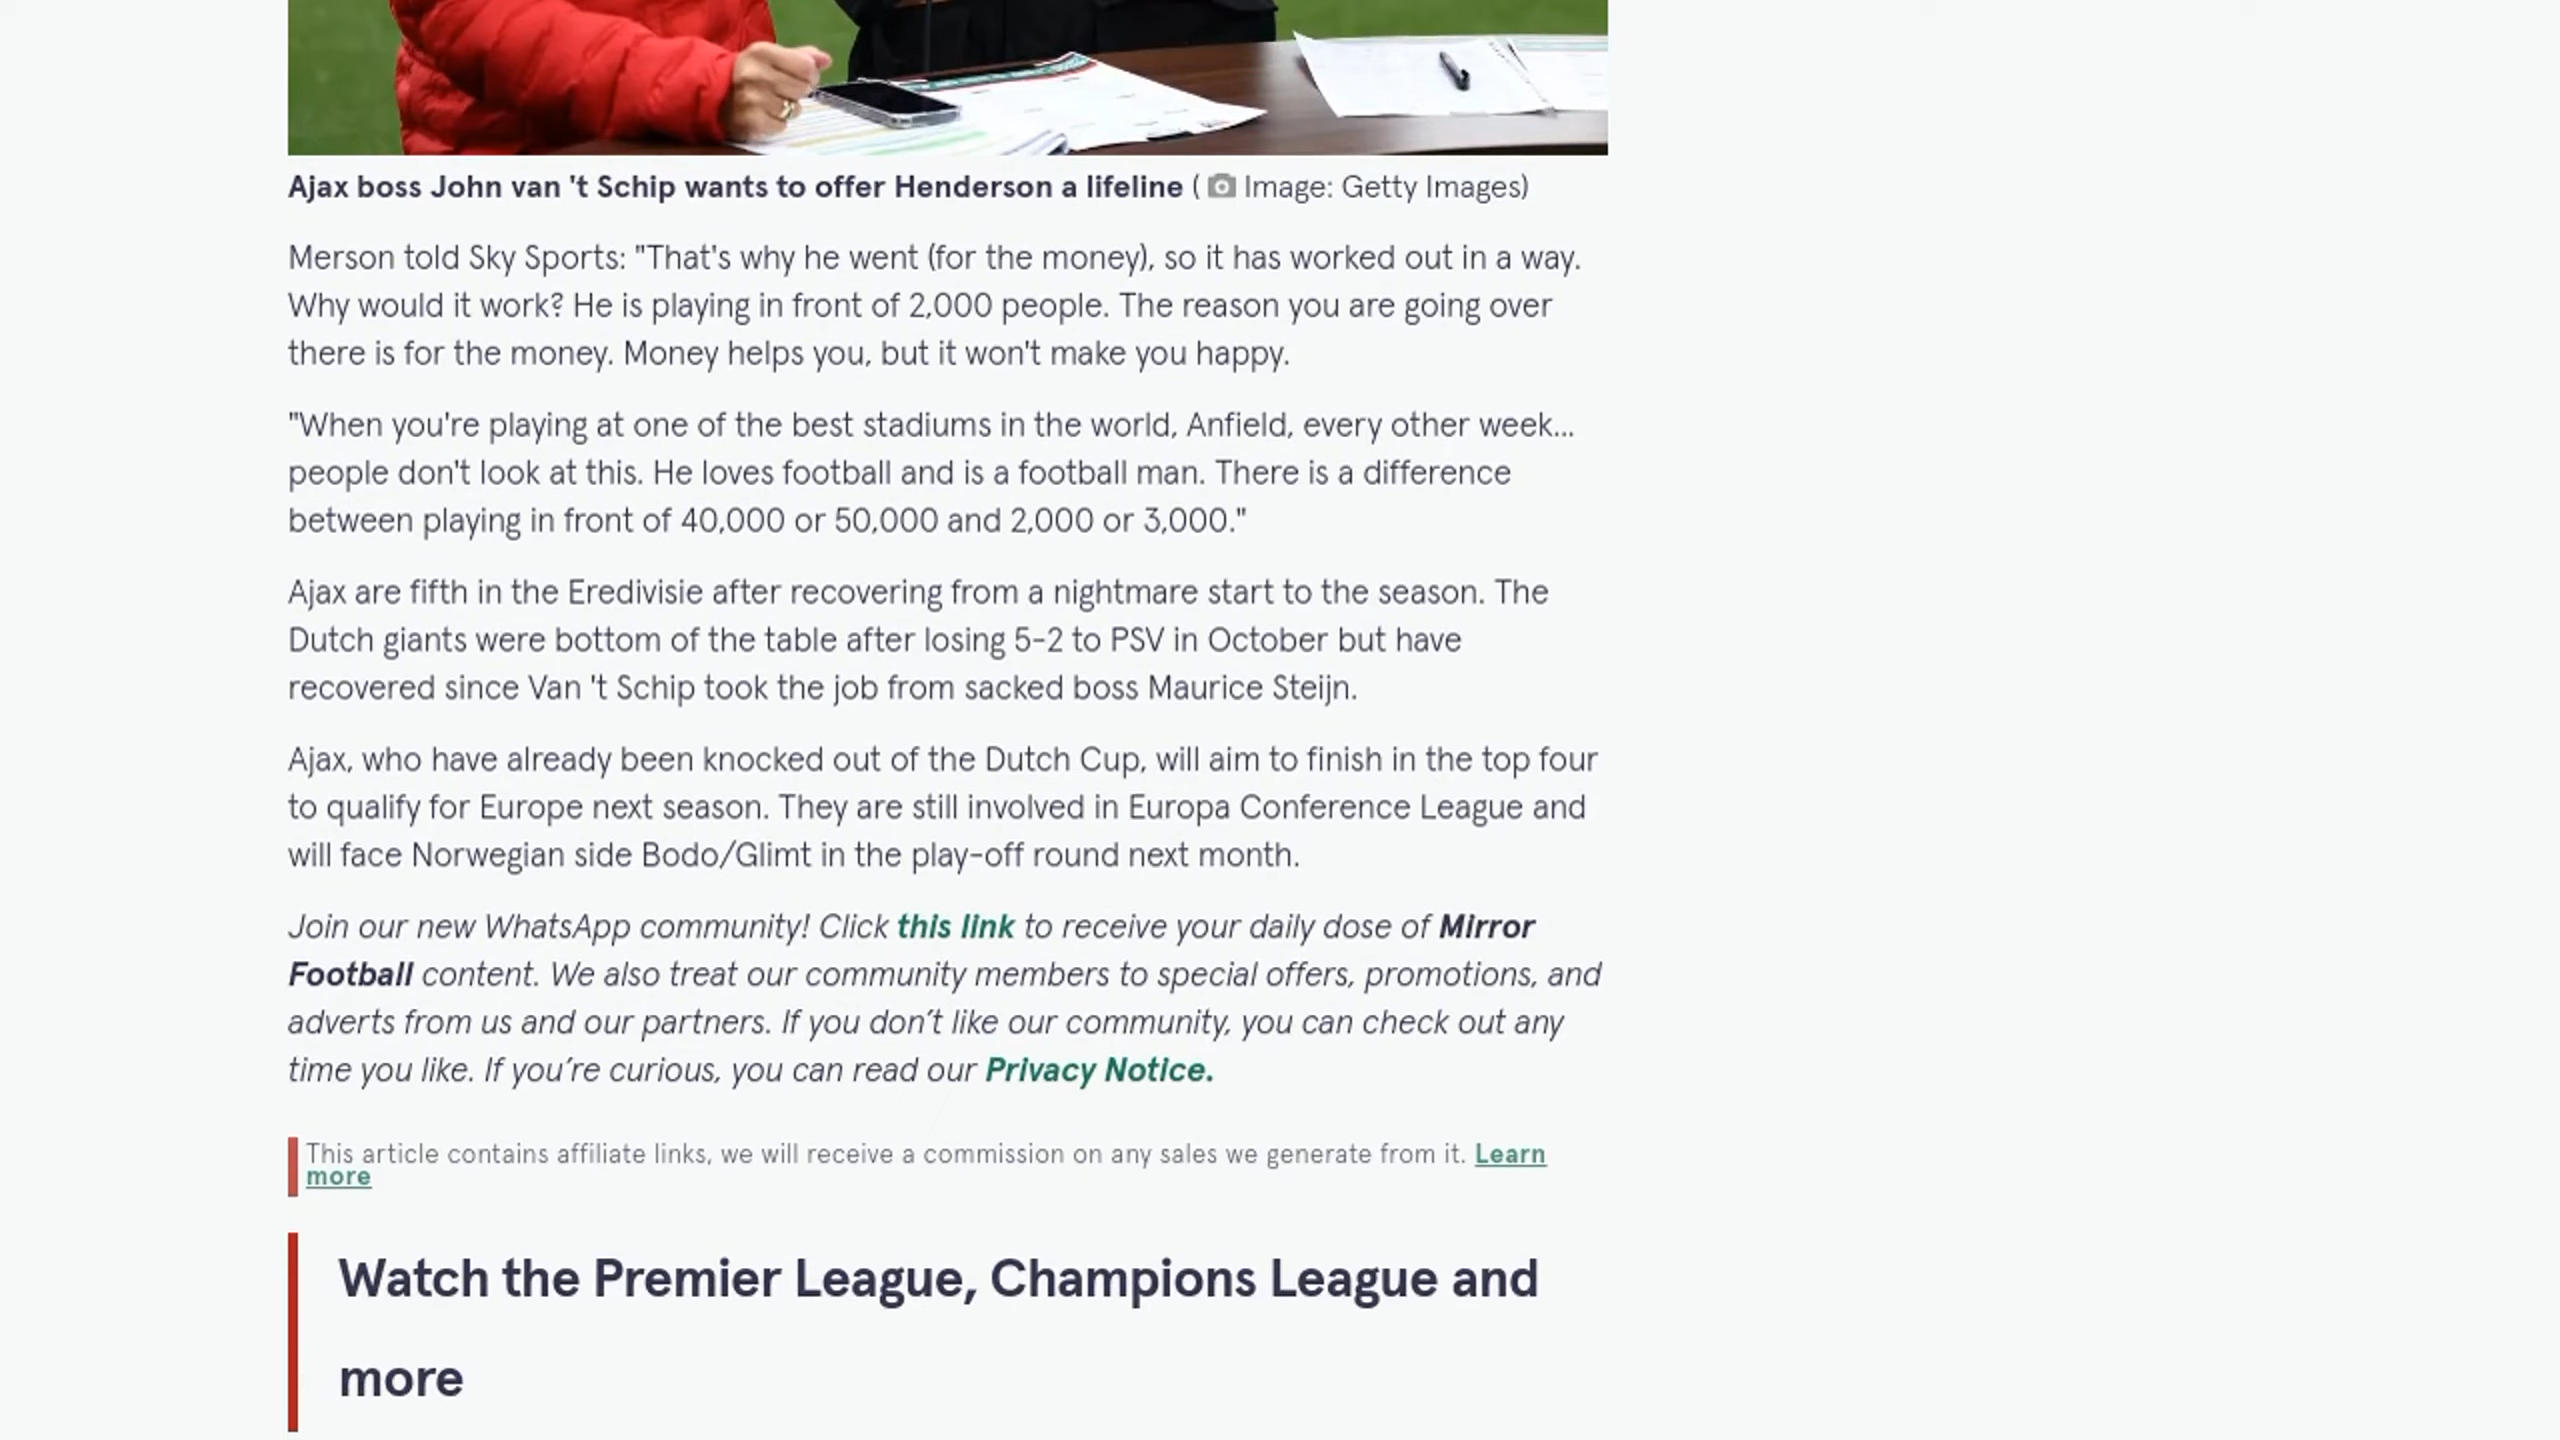 Ajax boss John van 't Schip wants to offer Henderson a lifeline ( Image: Getty Images)
Merson told Sky Sports: "That's why he went (for the money), so it has worked out in a way.
Why would it work? He is playing in front of 2,000 people. The reason you are going over
there is for the money. Money helps you, but it won't make you happy.
"When you're playing at one of the best stadiums in the world, Anfield, every other week...
people don't look at this. He loves football and is a football man. There is a difference
between playing in front of 40,000 or 50,000 and 2,000 or 3,000."
Ajax are fifth in the Eredivisie after recovering from a nightmare start to the season. The
Dutch giants were bottom of the table after losing 5-2 to PSV in October but have
recovered since Van 't Schip took the job from sacked boss Maurice Steijn.
Ajax, who have already been knocked out of the Dutch Cup, will aim to finish in the top four
to qualify for Europe next season. They are still involved in Europa Conference League and
will face Norwegian side Bodo/Glimt in the play-off round next month.
Join our new WhatsApp community! Click this link to receive your daily dose of Mirror
Football content. We also treat our community members to special offers, promotions, and
adverts from us and our partners. If you don’t like our community, you can check out any
time you like. If you’re curious, you can read our Privacy Notice.
This article contains affiliate links, we will receive a commission on any sales we generate from it. Learn
more
Watch the Premier League, Champions League and
more